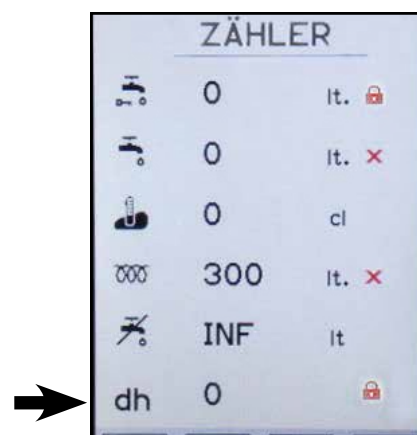 ZÄHLER
0 lt.
0 lt. ×
0 cl
300 lt. ×
INF lt
dh 0